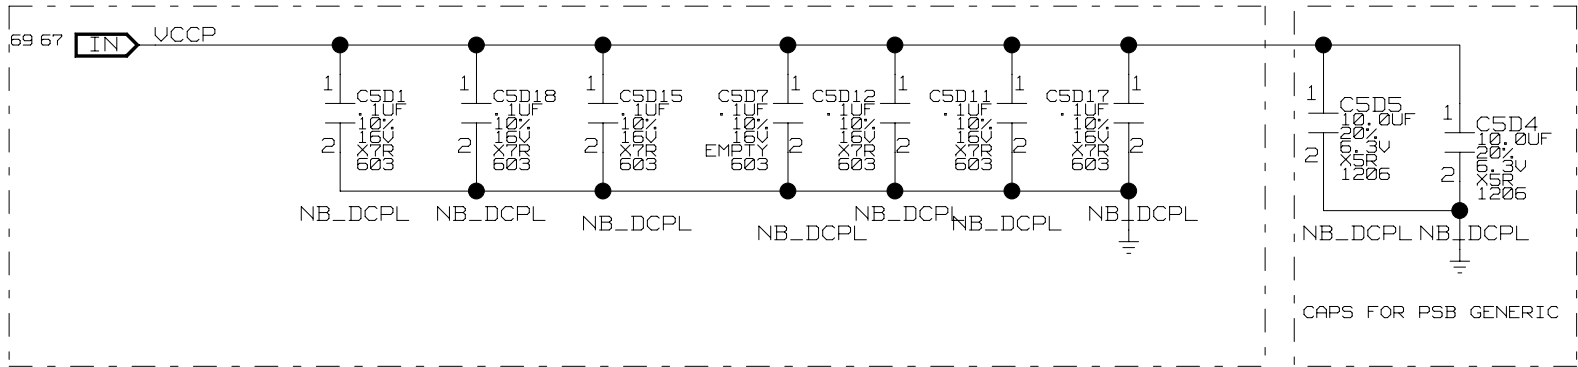 69 67 IN VCCP
1 C5D1
.1UF
10%
16V
2 X7R
603
NB_DCPL
1 C5D18
.1UF
10%
16V
2 X7R
603
NB_DCPL
1 C5D15
.1UF
10%
16V
2 X7R
603
NB_DCPL
C5D7 1
.1UF
10%
16V
EMPTY 2
603
NB_DCPL
C5D12 1
.1UF
10%
16V
X7R 2
603
NB_DCPL
C5D11 1
.1UF
10%
16V
X7R 2
603
NB_DCPL
C5D17 1
.1UF
10%
16V
X7R 2
603
NB_DCPL
1 C5D5
10.0UF
20%
6.3V
2 X5R
1206
NB_DCPL
1 C5D4
10.0UF
20%
6.3V
2 X5R
1206
NB_DCPL
CAPS FOR PSB GENERIC